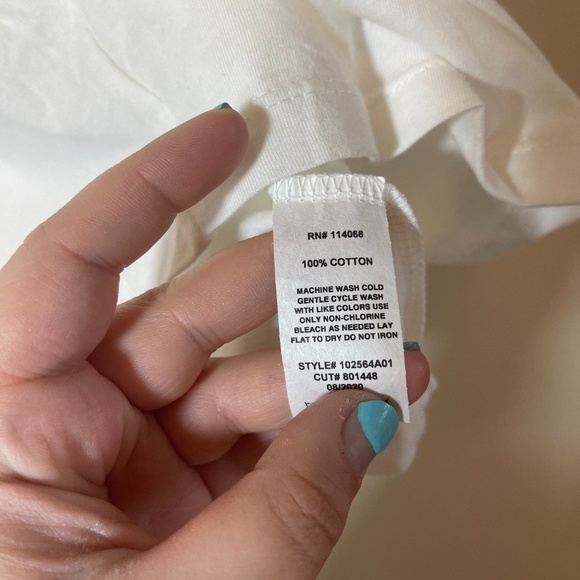 RN# 114068
100% COTTON
MACHINE WASH COLD
GENTLE CYCLE WASH
WITH LIKE COLORS USE
ONLY NON-CHLORINE
BLEACH AS NEEDED LAY
FLAT TO DRY DO NOT IRON
STYLE# 102564A01
CUT# 801448
08/2020